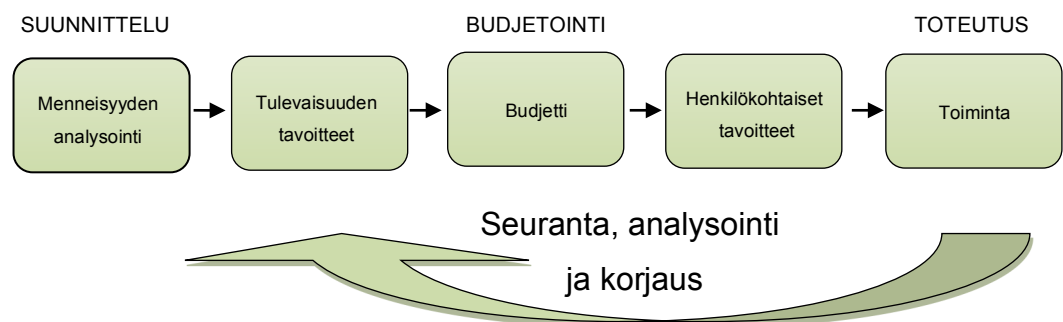 SUUNNITTELU
BUDJETOINTI
TOTEUTUS
Menneisyyden
analysointi
Tulevaisuuden
tavoitteet
Budjetti
Henkilökohtaiset
tavoitteet
Toiminta
Seuranta, analysointi
ja korjaus